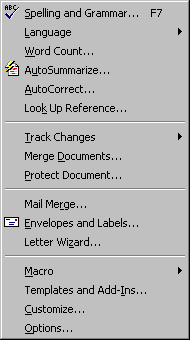 ABC
Spelling and Grammar... F7
Language
Word Count...
AutoSummarize...
AutoCorrect...
Look Up Reference...
Track Changes
Merge Documents...
Protect Document...
Mail Merge...
Envelopes and Labels...
Letter Wizard...
Macro
Templates and Add-Ins...
Customize...
Options...